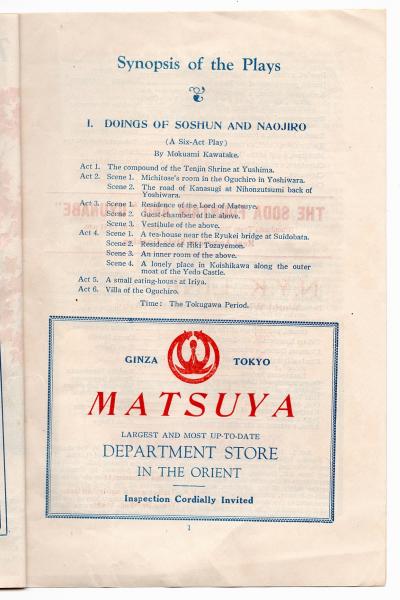 Synopsis of the Plays
I. DOINGS OF SOSHUN AND NAOJIRO
(A Six-Act Play)
By Mokuami Kawatake.
Act 1. The compound of the Tenjin Shrine at Yushima.
Act 2. Scene 1. Michitose's room in the Oguchiro in Yoshiwara.
Scene 2. The road of Kanasugi at Nihonzutsumi back of
Yoshiwara.
Act 3. Scene 1. Residence of the Lord of Matsuye.
Scene 2. Guest-chamber of the above.
Scene 3. Vestibule of the above.
Act 4. Scene 1. A tea-house near the Ryukei bridge at Suidobata.
Scene 2. Residence of Hiki Tozayemon.
Scene 3. An inner room of the above.
Scene 4. A lonely place in Koishikawa along the outer
moat of the Yedo Castle.
Act 5. A small eating-house at Iriya.
Act 6. Villa of the Oguchiro.
Time: The Tokugawa Period.
GINZA TOKYO
MATSUYA
LARGEST AND MOST UP-TO-DATE
DEPARTMENT STORE
IN THE ORIENT
Inspection Cordially Invited
1